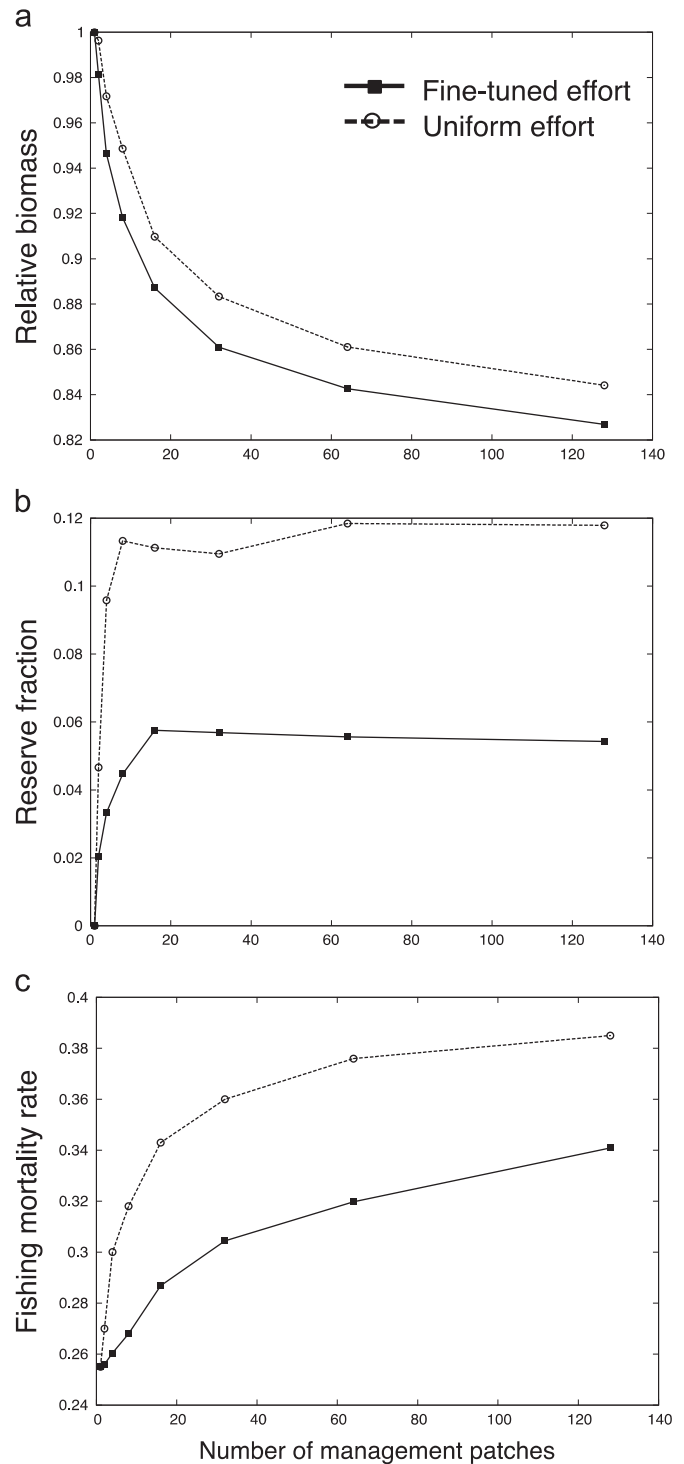 a
1
0.98
0.96
0.94
0.92
0.9
0.88
0.86
0.84
0.82
Relative biomass
Fine-tuned effort
Uniform effort
0 20 40 60 80 100 120 140
b
0.12
0.1
0.08
0.06
0.04
0.02
0
Reserve fraction
0 20 40 60 80 100 120 140
c
0.4
0.38
0.36
0.34
0.32
0.3
0.28
0.26
0.24
Fishing mortality rate
0 20 40 60 80 100 120 140
Number of management patches